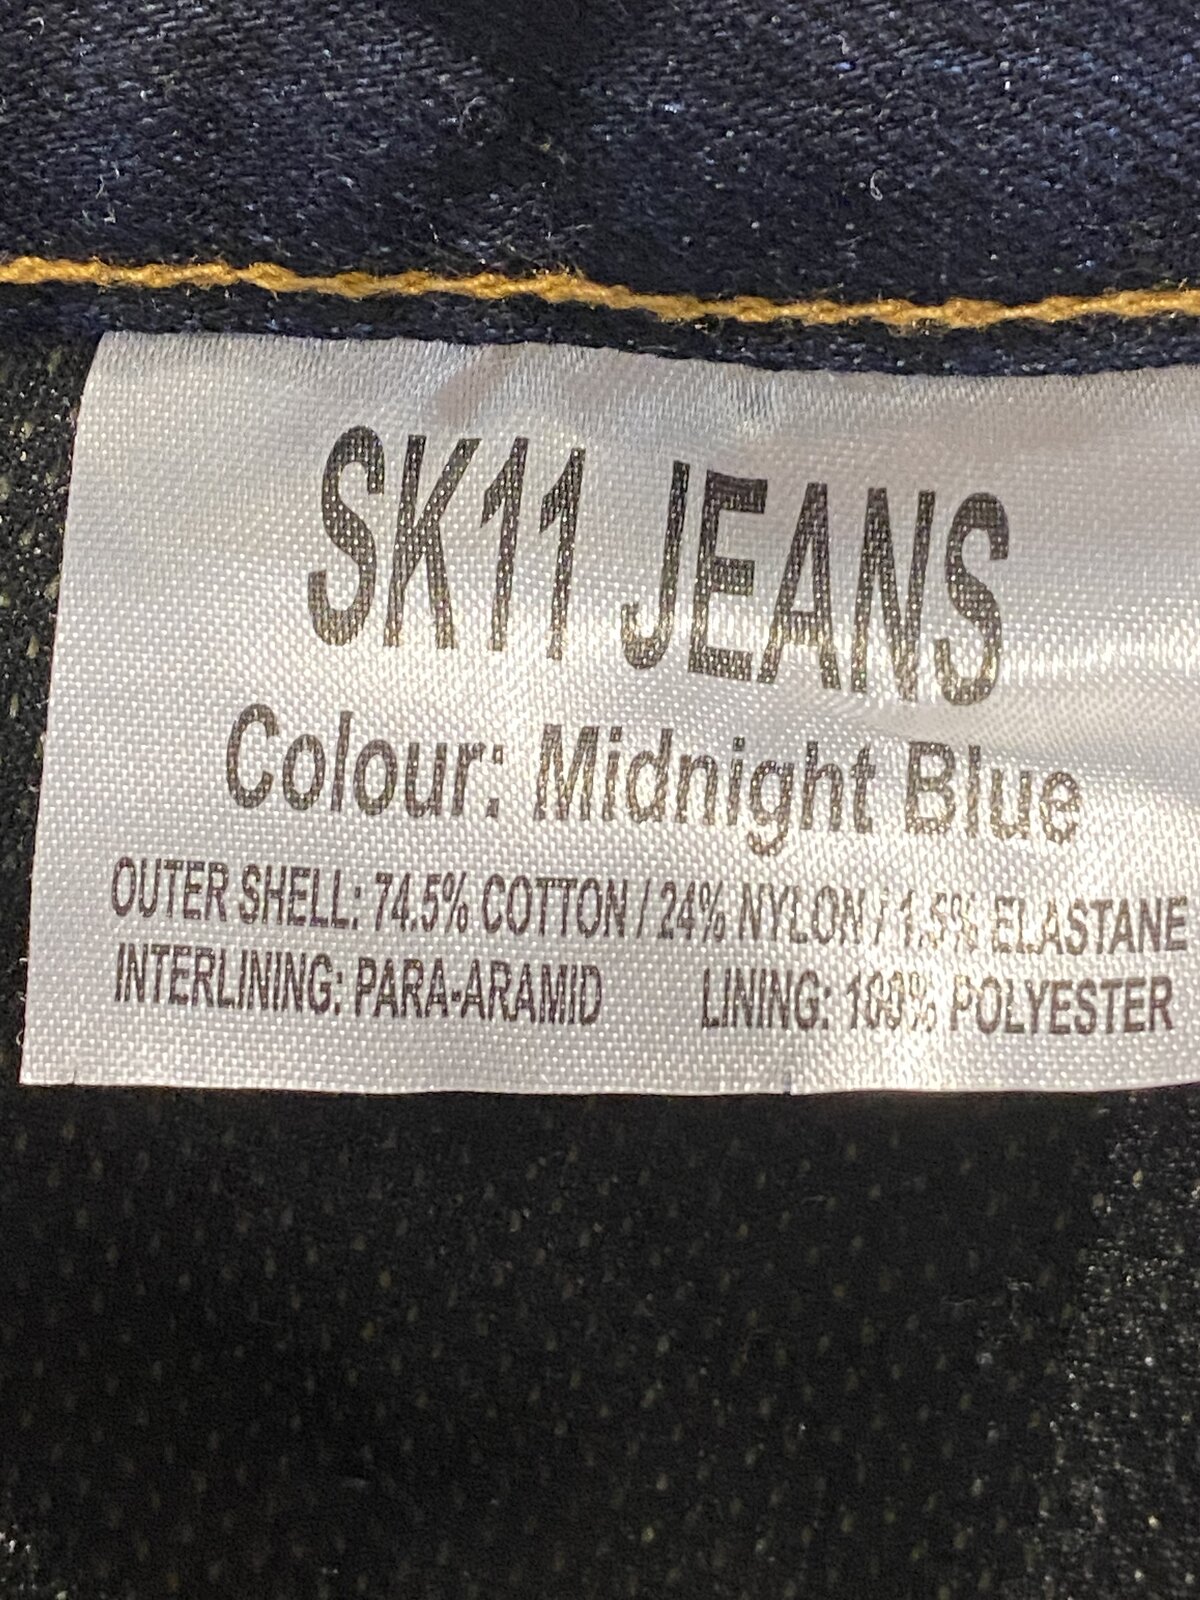 SK11 JEANS
Colour: Midnight Blue
OUTER SHELL: 74.5% COTTON / 24% NYLON / 1.5% ELASTANE
INTERLINING: PARA-ARAMID LINING: 100% POLYESTER